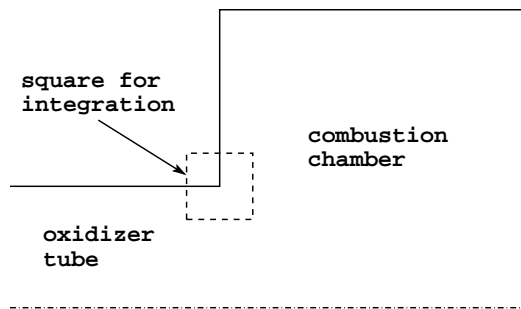 square for
integration
combustion
chamber
oxidizer
tube